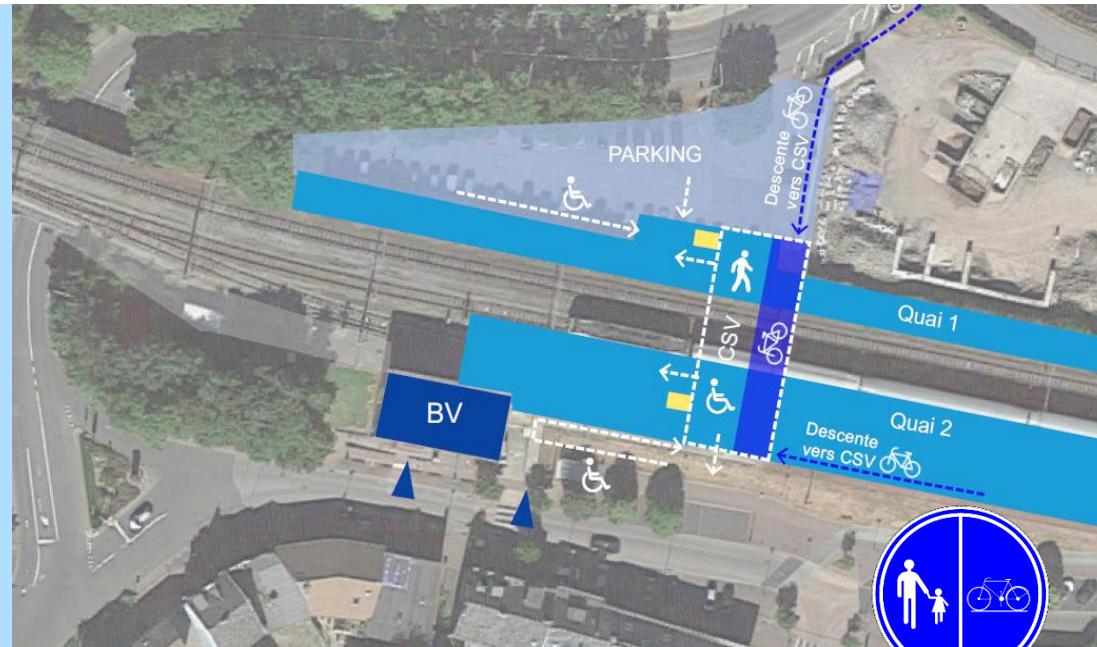 PARKING
Descente
vers CSV
Quai 1
CSV
BV
Quai 2
Descente
vers CSV